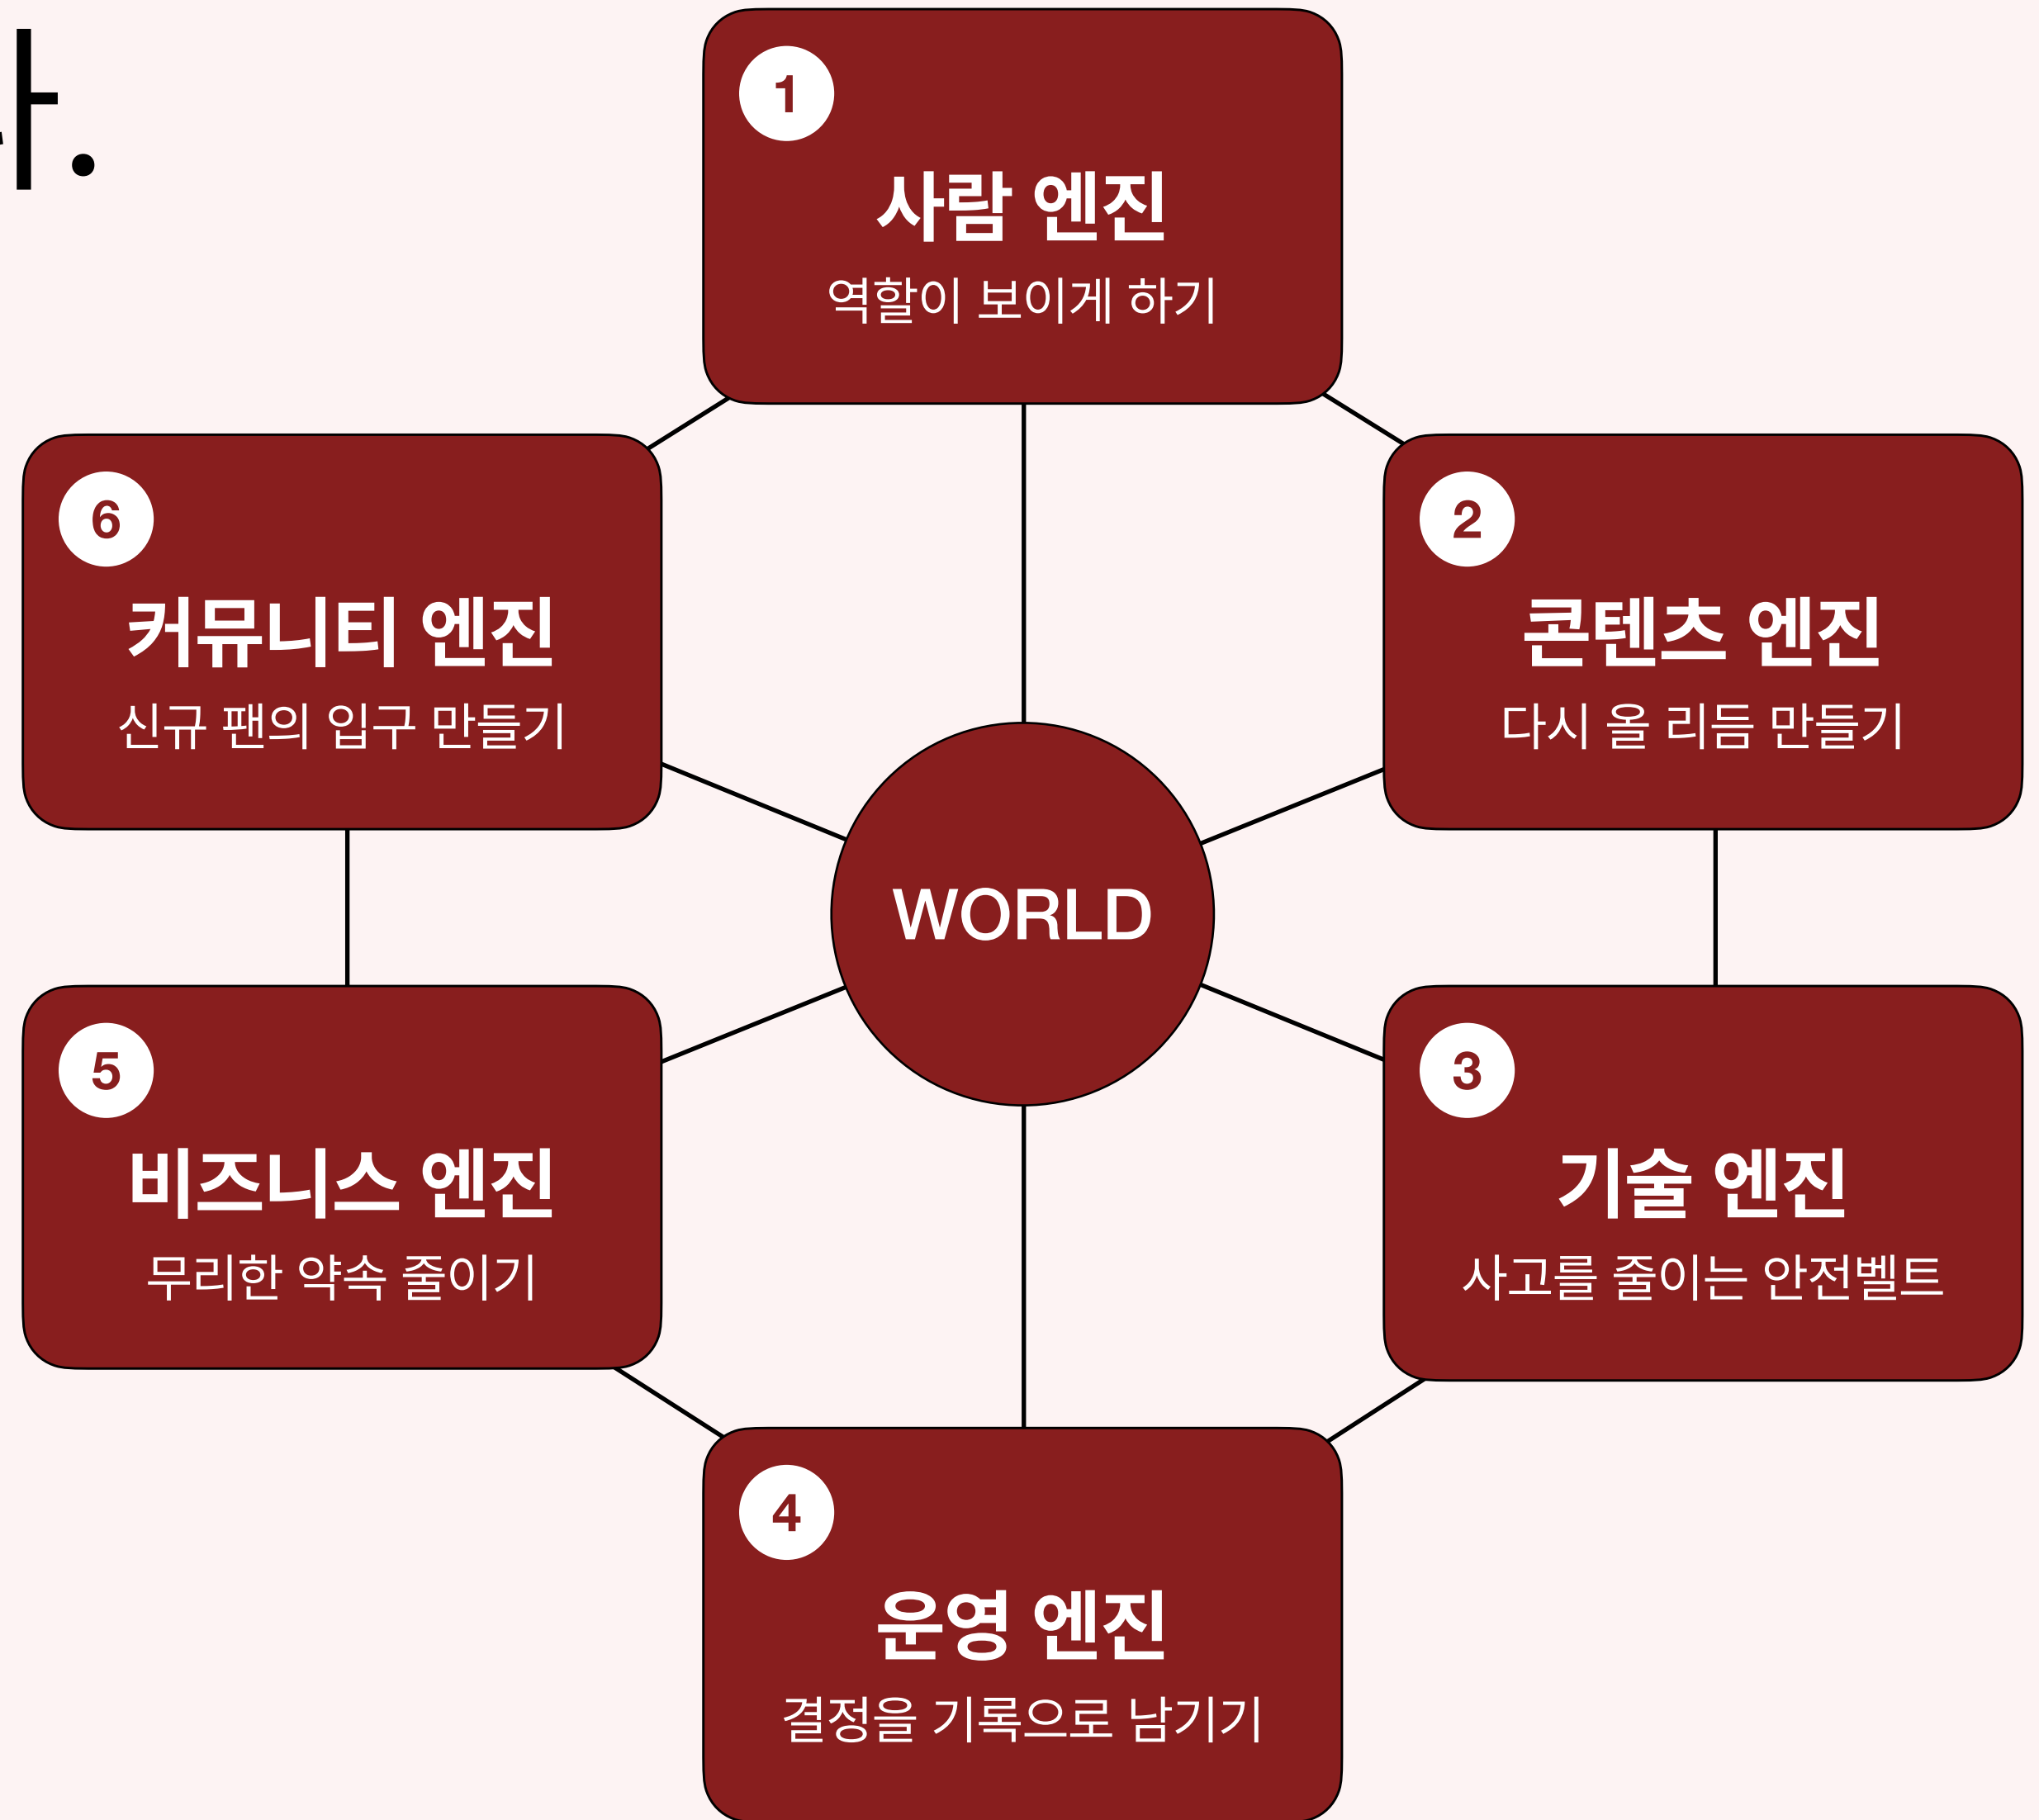 1
사람 엔진
역할이 보이게 하기
6
커뮤니티 엔진
신규 팬의 입구 만들기
2
콘텐츠 엔진
다시 올 리듬 만들기
WORLD
5
비즈니스 엔진
무리한 약속 줄이기
3
기술 엔진
사고를 줄이는 안전밸브
4
운영 엔진
결정을 기록으로 남기기